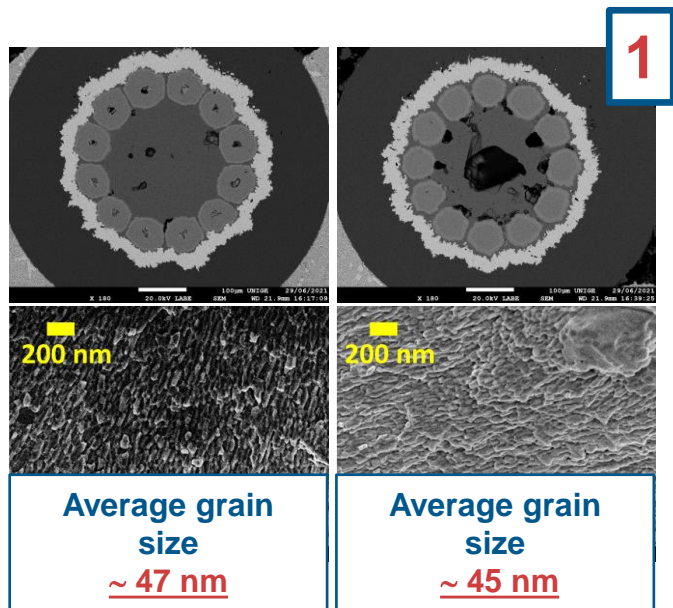 1
100μm UNIGE 29/06/2021
X 180 20.0kV LABE SEM WD 21.9mm 16:17:09
100μm UNIGE 29/06/2021
X 180 20.0kV LABE SEM WD 21.9mm 16:39:25
200 nm
200 nm
Average grain
size
~ 47 nm
Average grain
size
~ 45 nm